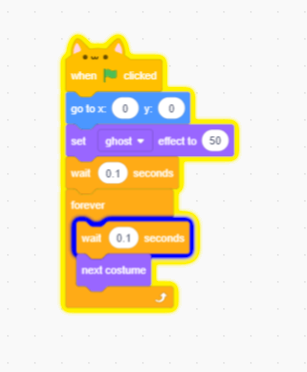 when clicked
go to x: 0 y: 0
set ghost effect to 50
wait 0.1 seconds
forever
wait 0.1 seconds
next costume